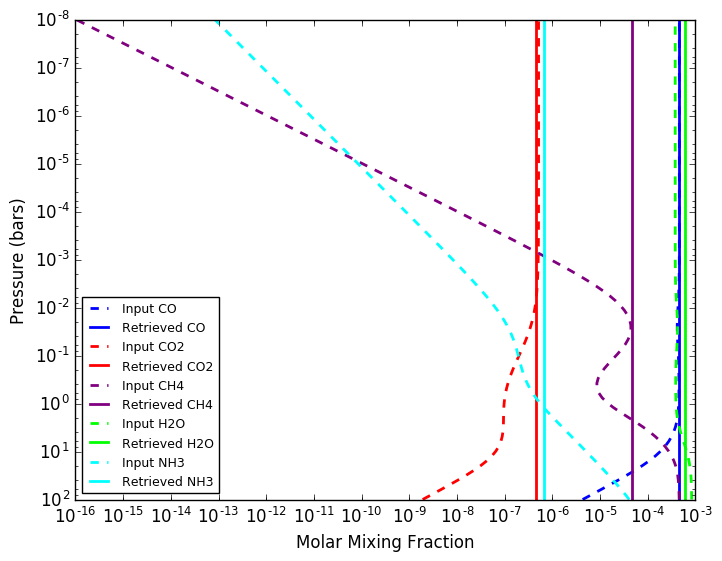 10^-8
10^-7
10^-6
10^-5
10^-4
10^-3
10^-2
10^-1
10^0
10^1
10^2
Pressure (bars)
Input CO
Retrieved CO
Input CO2
Retrieved CO2
Input CH4
Retrieved CH4
Input H2O
Retrieved H2O
Input NH3
Retrieved NH3
10^-16 10^-15 10^-14 10^-13 10^-12 10^-11 10^-10 10^-9 10^-8 10^-7 10^-6 10^-5 10^-4 10^-3
Molar Mixing Fraction